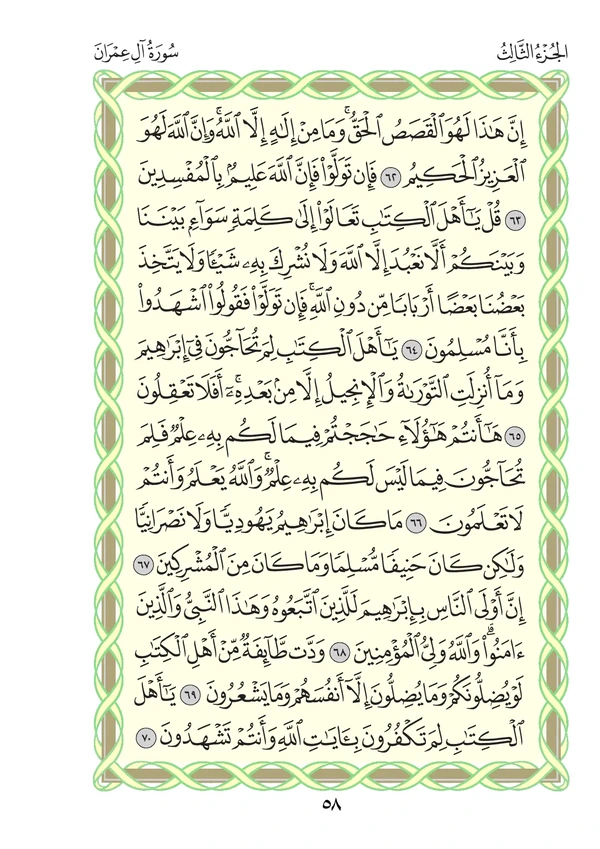 الجُزْءُ الثَّالِثُ
سُورَةُ آلِ عِمْرَانَ
إِنَّ هَٰذَا لَهُوَ ٱلْقَصَصُ ٱلْحَقُّۚ وَمَا مِنْ إِلَٰهٍ إِلَّا ٱللَّهُۚ وَإِنَّ ٱللَّهَ لَهُوَ
ٱلْعَزِيزُ ٱلْحَكِيمُ ٦٢ فَإِن تَوَلَّوْا۟ فَإِنَّ ٱللَّهَ عَلِيمٌۢ بِٱلْمُفْسِدِينَ
٦٣ قُلْ يَٰٓأَهْلَ ٱلْكِتَٰبِ تَعَالَوْا۟ إِلَىٰ كَلِمَةٍ سَوَآءٍۭ بَيْنَنَا
وَبَيْنَكُمْ أَلَّا نَعْبُدَ إِلَّا ٱللَّهَ وَلَا نُشْرِكَ بِهِۦ شَيْـًٔا وَلَا يَتَّخِذَ
بَعْضُنَا بَعْضًا أَرْبَابًا مِّن دُونِ ٱللَّهِۚ فَإِن تَوَلَّوْا۟ فَقُولُوا۟ ٱشْهَدُوا۟
بِأَنَّا مُسْلِمُونَ ٦٤ يَٰٓأَهْلَ ٱلْكِتَٰبِ لِمَ تُحَآجُّونَ فِىٓ إِبْرَٰهِيمَ
وَمَآ أُنزِلَتِ ٱلتَّوْرَىٰةُ وَٱلْإِنجِيلُ إِلَّا مِنۢ بَعْدِهِۦٓۚ أَفَلَا تَعْقِلُونَ
٦٥ هَٰٓأَنتُمْ هَٰٓؤُلَآءِ حَٰجَجْتُمْ فِيمَا لَكُم بِهِۦ عِلْمٌ فَلِمَ
تُحَآجُّونَ فِيمَا لَيْسَ لَكُم بِهِۦ عِلْمٌۚ وَٱللَّهُ يَعْلَمُ وَأَنتُمْ
لَا تَعْلَمُونَ ٦٦ مَا كَانَ إِبْرَٰهِيمُ يَهُودِيًّا وَلَا نَصْرَانِيًّا
وَلَٰكِن كَانَ حَنِيفًا مُّسْلِمًا وَمَا كَانَ مِنَ ٱلْمُشْرِكِينَ ٦٧
إِنَّ أَوْلَى ٱلنَّاسِ بِإِبْرَٰهِيمَ لَلَّذِينَ ٱتَّبَعُوهُ وَهَٰذَا ٱلنَّبِىُّ وَٱلَّذِينَ
ءَامَنُوا۟ۗ وَٱللَّهُ وَلِىُّ ٱلْمُؤْمِنِينَ ٦٨ وَدَّت طَّآئِفَةٌ مِّنْ أَهْلِ ٱلْكِتَٰبِ
لَوْ يُضِلُّونَكُمْ وَمَا يُضِلُّونَ إِلَّآ أَنفُسَهُمْ وَمَا يَشْعُرُونَ ٦٩ يَٰٓأَهْلَ
ٱلْكِتَٰبِ لِمَ تَكْفُرُونَ بِـَٔايَٰتِ ٱللَّهِ وَأَنتُمْ تَشْهَدُونَ ٧٠
٥٨